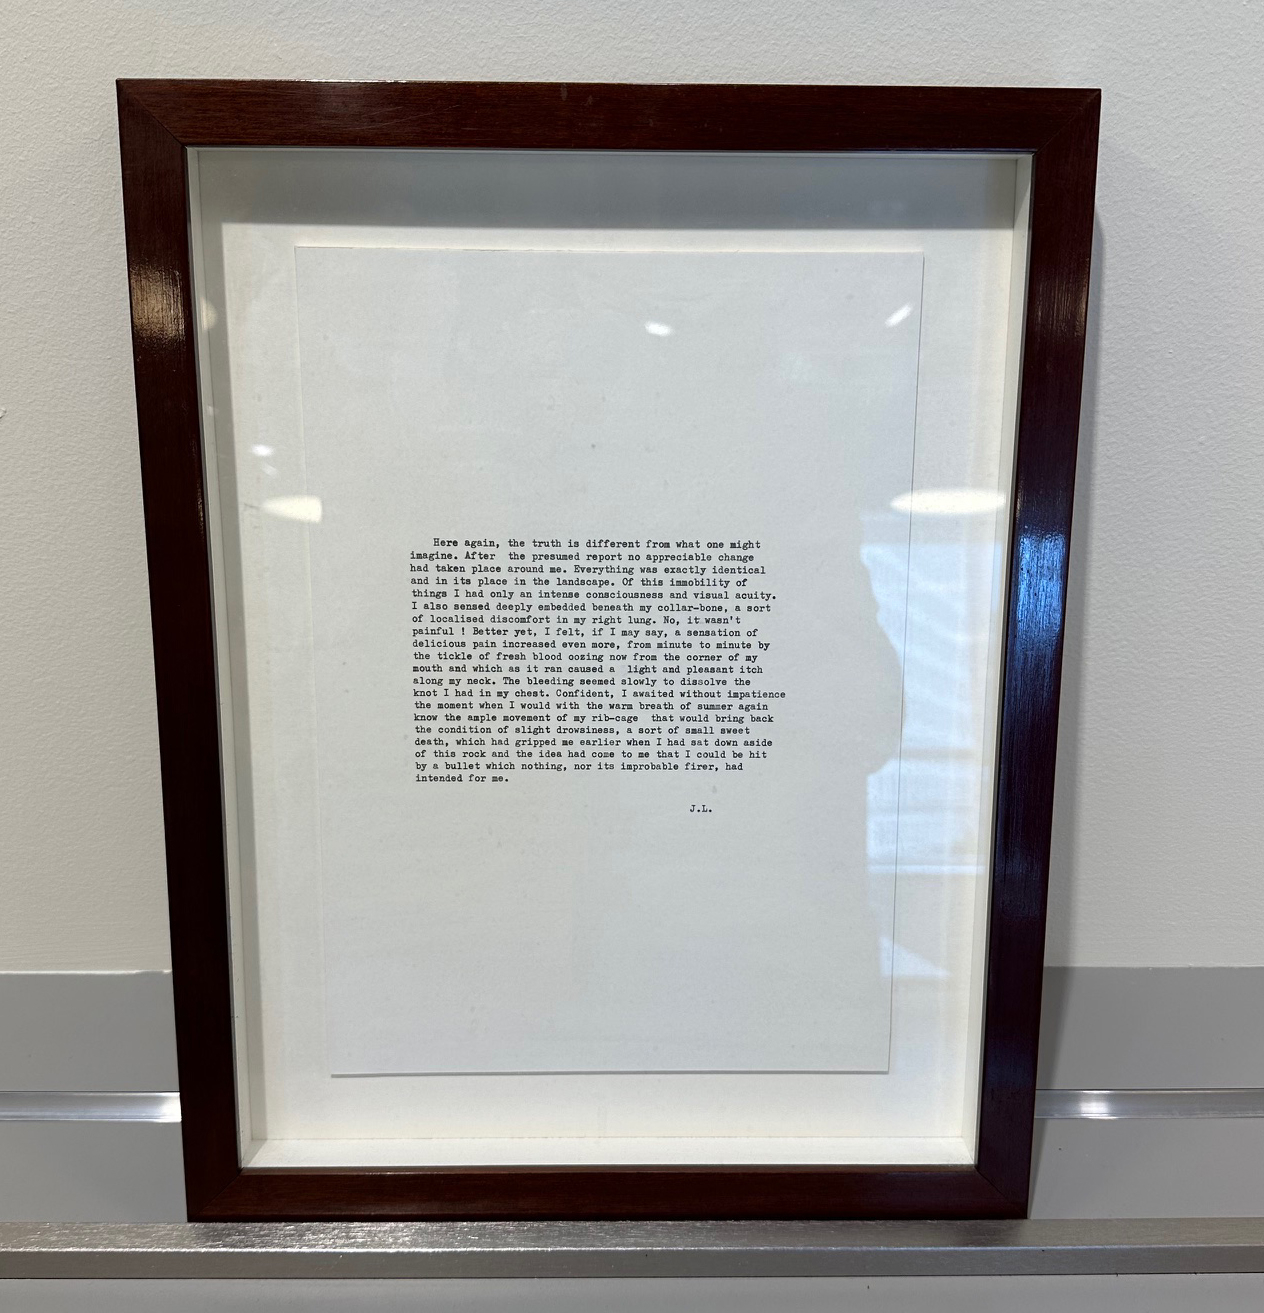 Here again, the truth is different from what one might
imagine. After  the presumed report no appreciable change
had taken place around me. Everything was exactly identical
and in its place in the landscape. Of this immobility of
things I had only an intense consciousness and visual acuity.
I also sensed deeply embedded beneath my collar-bone, a sort
of localised discomfort in my right lung. No, it wasn't
painful ! Better yet, I felt, if I may say, a sensation of
delicious pain increased even more, from minute to minute by
the tickle of fresh blood oozing now from the corner of my
mouth and which as it ran caused a  light and pleasant itch
along my neck. The bleeding seemed slowly to dissolve the
knot I had in my chest. Confident, I awaited without impatience
the moment when I would with the warm breath of summer again
know the ample movement of my rib-cage  that would bring back
the condition of slight drowsiness, a sort of small sweet
death, which had gripped me earlier when I had sat down aside
of this rock and the idea had come to me that I could be hit
by a bullet which nothing, nor its improbable firer, had
intended for me.
J.L.